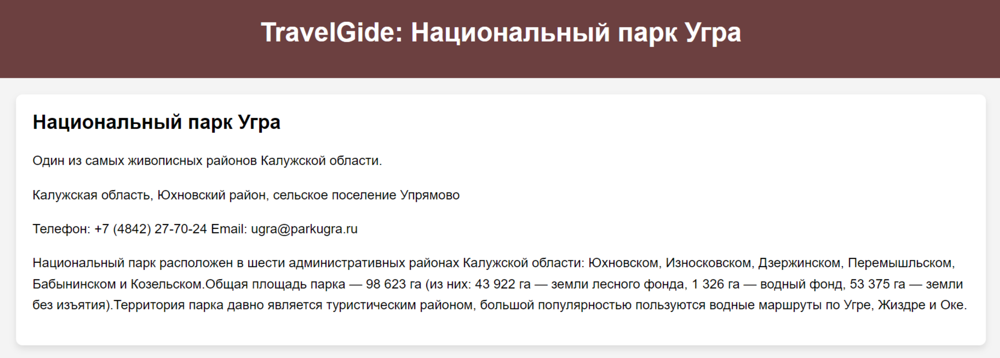 TravelGide: Национальный парк Угра
Национальный парк Угра
Один из самых живописных районов Калужской области.
Калужская область, Юхновский район, сельское поселение Упрямово
Телефон: +7 (4842) 27-70-24 Email: ugra@parkugra.ru
Национальный парк расположен в шести административных районах Калужской области: Юхновском, Износковском, Дзержинском, Перемышльском,
Бабынинском и Козельском.Общая площадь парка — 98 623 га (из них: 43 922 га — земли лесного фонда, 1 326 га — водный фонд, 53 375 га — земли
без изъятия).Территория парка давно является туристическим районом, большой популярностью пользуются водные маршруты по Угре, Жиздре и Оке.